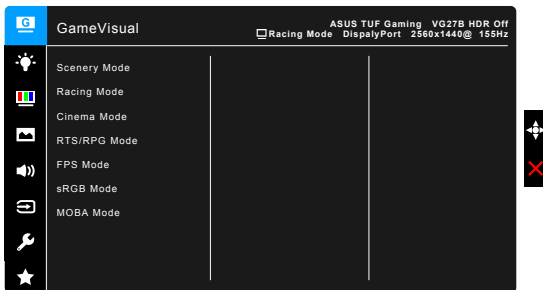 G
GameVisual
ASUS TUF Gaming VG27B HDR Off
Racing Mode DispalyPort 2560x1440@ 155Hz
Scenery Mode
Racing Mode
Cinema Mode
RTS/RPG Mode
FPS Mode
sRGB Mode
MOBA Mode